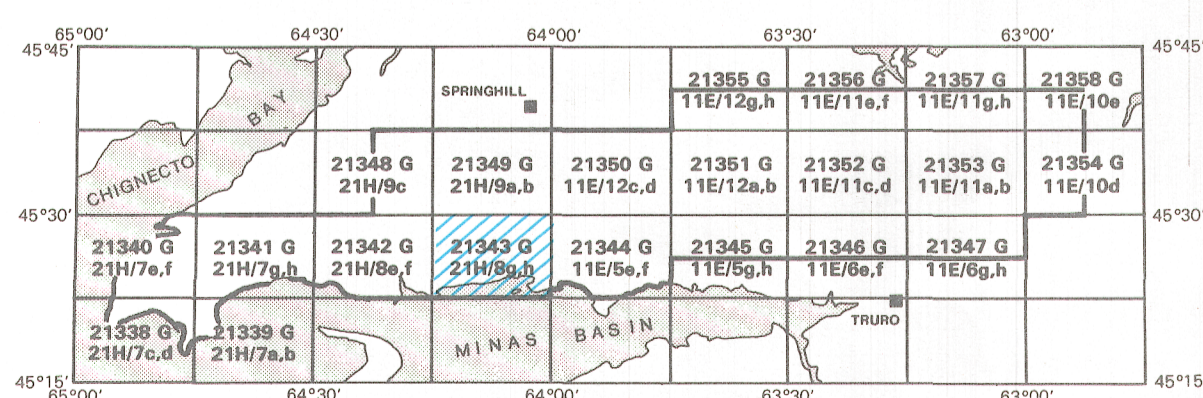 65°00′ 64°30′ 64°00′ 63°30′ 63°00′
45°45′ 45°45′
21355 G 21356 G 21357 G 21358 G
11E/12g,h 11E/11e,f 11E/11g,h 11E/10e
SPRINGHILL
BAY
CHIGNECTO
21348 G 21349 G 21350 G 21351 G 21352 G 21353 G 21354 G
21H/9c 21H/9a,b 11E/12c,d 11E/12a,b 11E/11c,d 11E/11a,b 11E/10d
45°30′ 45°30′
21340 G 21341 G 21342 G 21343 G 21344 G 21345 G 21346 G 21347 G
21H/7e,f 21H/7g,h 21H/8e,f 21H/8g,h 11E/5e,f 11E/5g,h 11E/6e,f 11E/6g,h
TRURO
21338 G 21339 G
21H/7c,d 21H/7a,b
MINAS BASIN
45°15′ 45°15′
65°00′ 64°30′ 64°00′ 63°30′ 63°00′